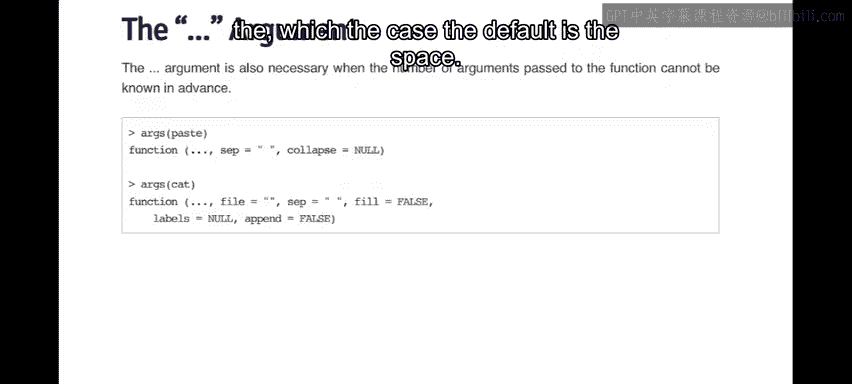 GPT中英字幕课程资源@bilibili.com
The “...” Argument
the, which the case the default is the
space.
The ... argument is also necessary when the number of arguments passed to the function cannot be
known in advance.
> args(paste)
function (..., sep = " ", collapse = NULL)
> args(cat)
function (..., file = "", sep = " ", fill = FALSE,
labels = NULL, append = FALSE)